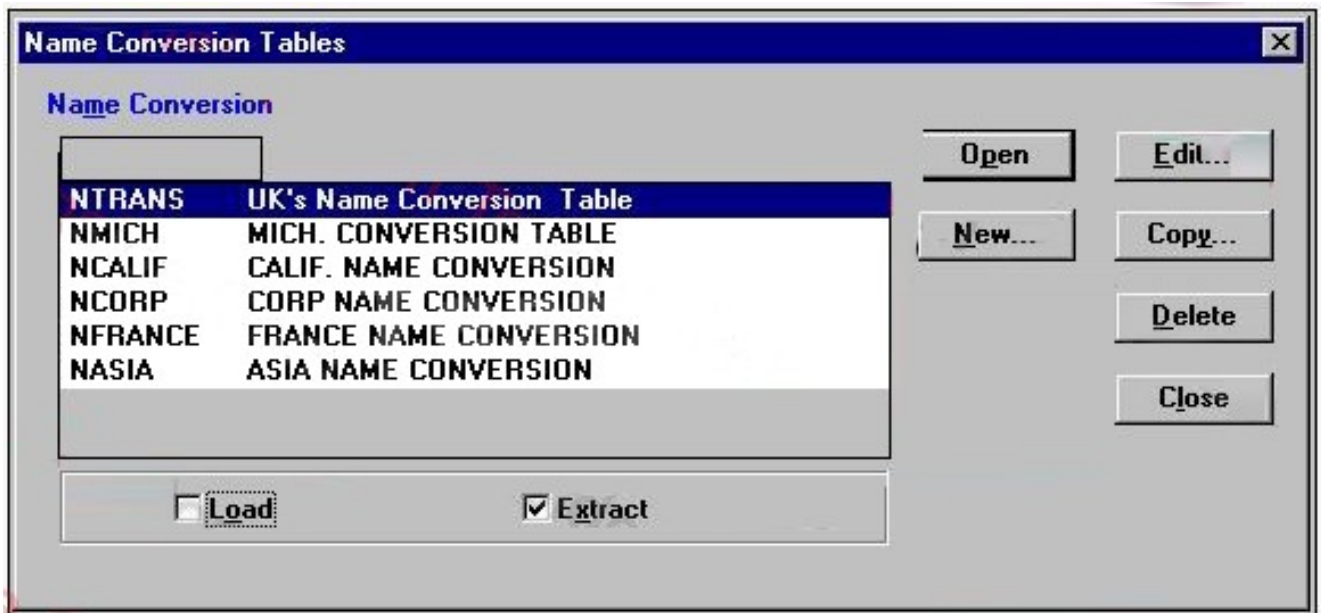 Name Conversion Tables
Name Conversion
Open Edit...
NTRANS UK's Name Conversion Table
NMICH MICH. CONVERSION TABLE
New... Copy...
NCALIF CALIF. NAME CONVERSION
NCORP CORP NAME CONVERSION
NFRANCE FRANCE NAME CONVERSION
Delete
NASIA ASIA NAME CONVERSION
Close
Load Extract